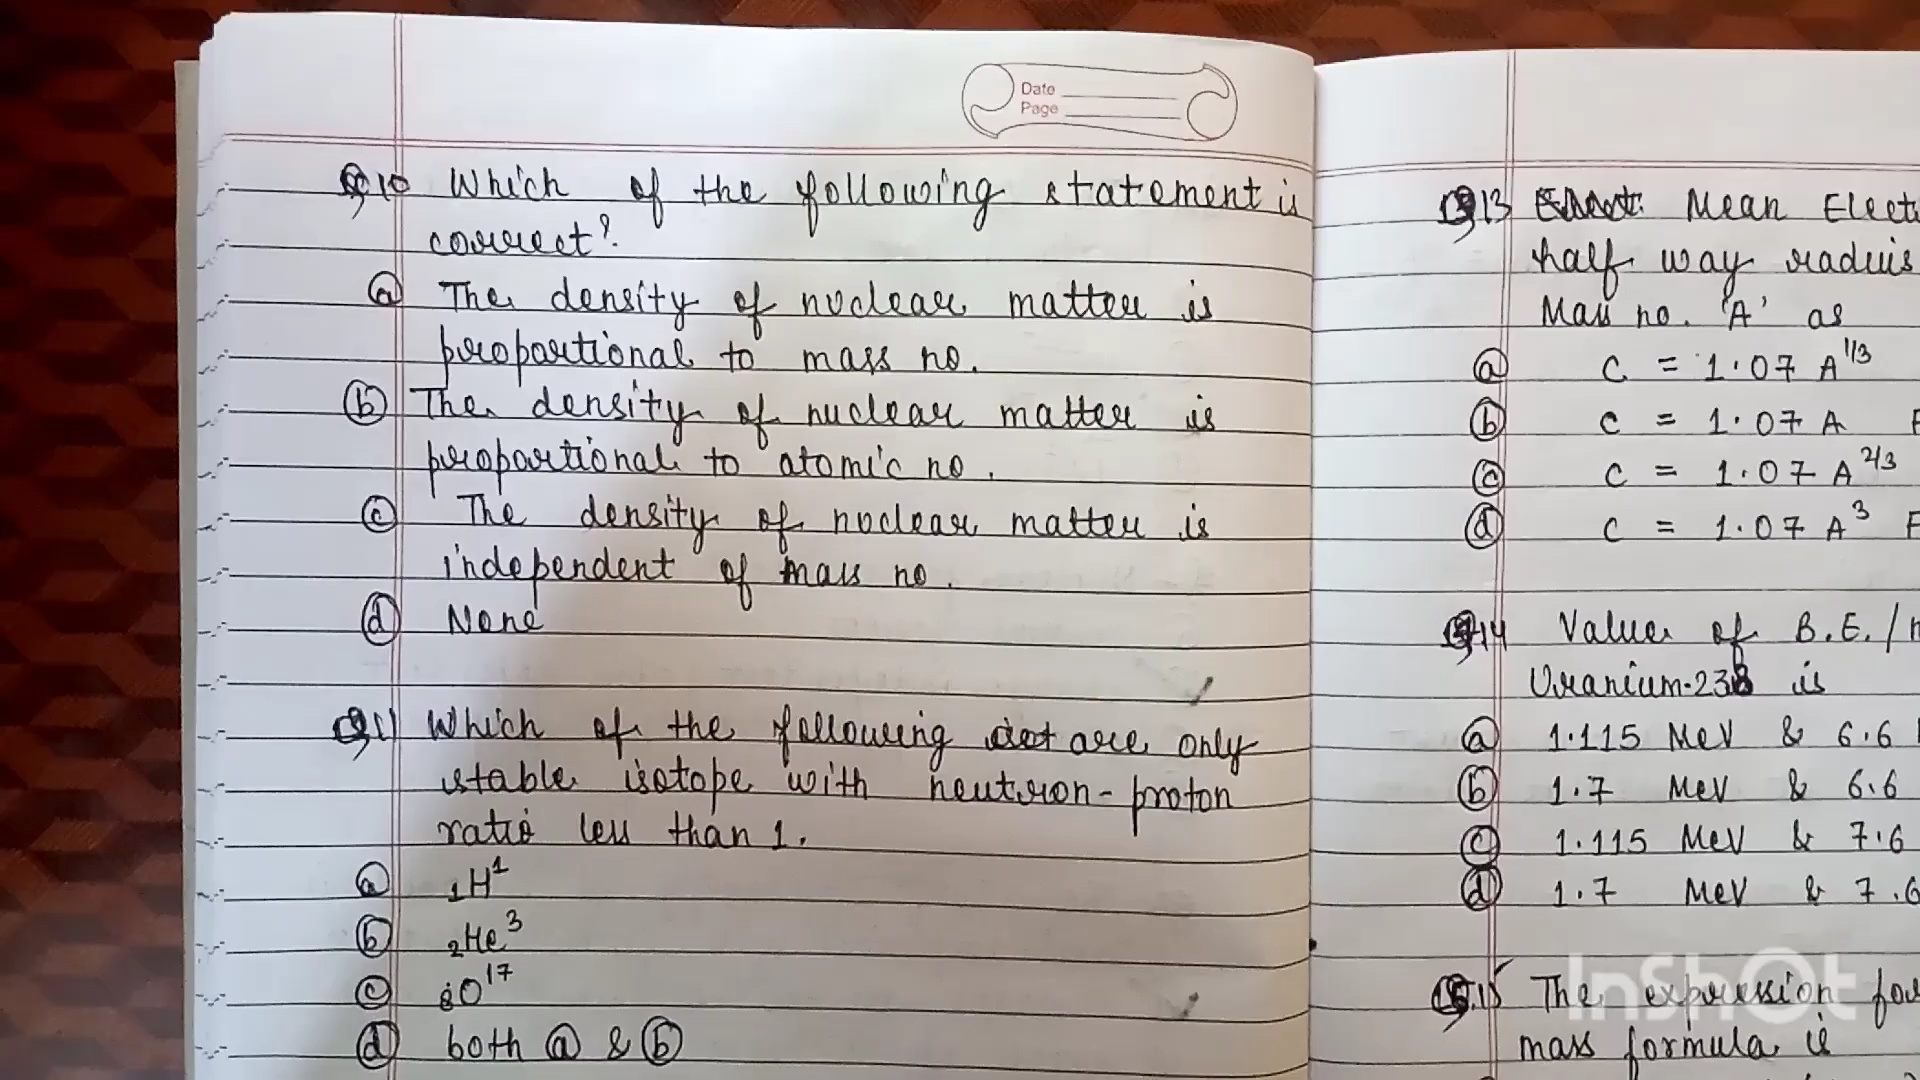 Date
Page
Q10 Which of the following statement is
correct?
(a) The density of nuclear matter is
proportional to mass no.
(b) The density of nuclear matter is
proportional to atomic no.
(c) The density of nuclear matter is
independent of mass no.
(d) None
Q11 Which of the following are only
stable isotope with neutron-proton
ratio less than 1.
(a) ₁H¹
(b) ₂He³
(c) ₈O¹⁷
(d) both (a) & (b)
Q13 Mean Elect
half way radius
Mass no. 'A' as
(a) C = 1.07 A^1/3
(b) C = 1.07 A F
(c) C = 1.07 A^2/3
(d) C = 1.07 A³ F
Q14 Value of B.E./n
Uranium-238 is
(a) 1.115 MeV & 6.6
(b) 1.7 MeV & 6.6
(c) 1.115 MeV & 7.6
(d) 1.7 MeV & 7.6
Q.15 The expression for
mass formula is
InShOt